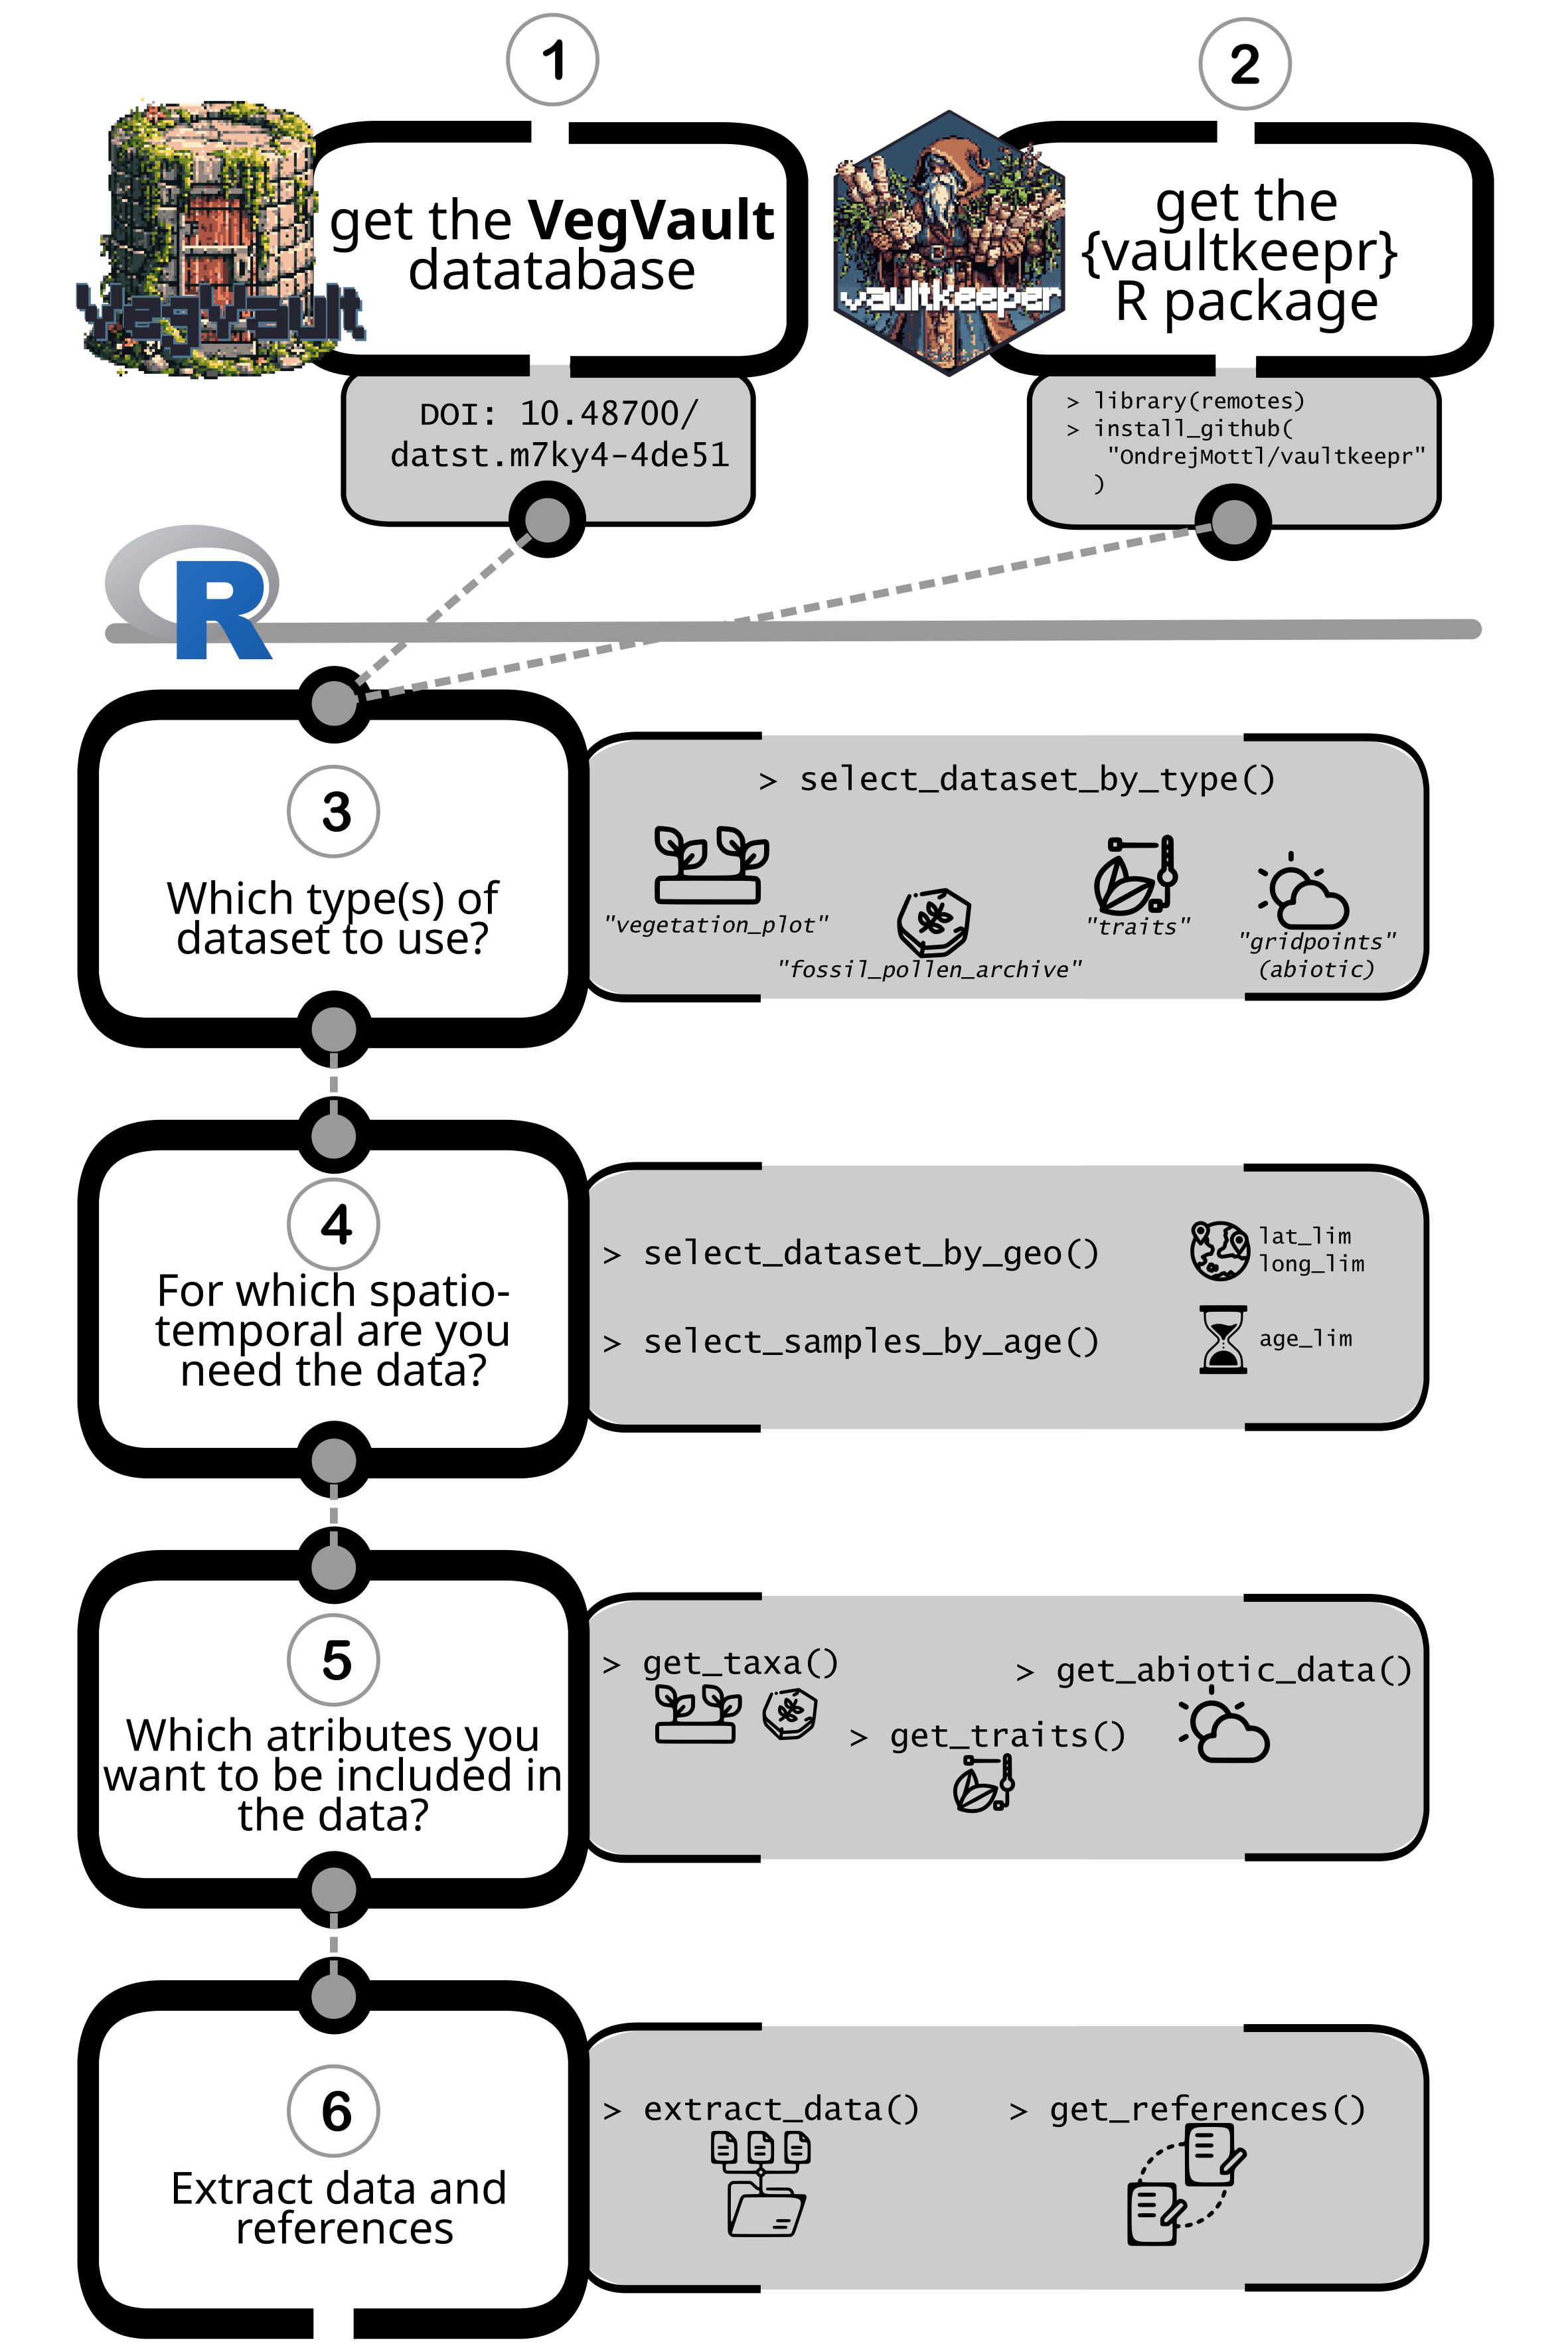 1
get the VegVault
datatabase
VegVault
DOI: 10.48700/
datst.m7ky4-4de51
2
get the
{vaultkeepr}
R package
vaultkeeper
> library(remotes)
> install_github(
"OndrejMottl/vaultkeepr"
)
R
3
Which type(s) of
dataset to use?
> select_dataset_by_type()
"vegetation_plot"
"fossil_pollen_archive"
"traits"
"gridpoints"
(abiotic)
4
For which spatio-
temporal are you
need the data?
> select_dataset_by_geo()
lat_lim
long_lim
> select_samples_by_age()
age_lim
5
Which atributes you
want to be included in
the data?
> get_taxa()
> get_abiotic_data()
> get_traits()
6
Extract data and
references
> extract_data()
> get_references()